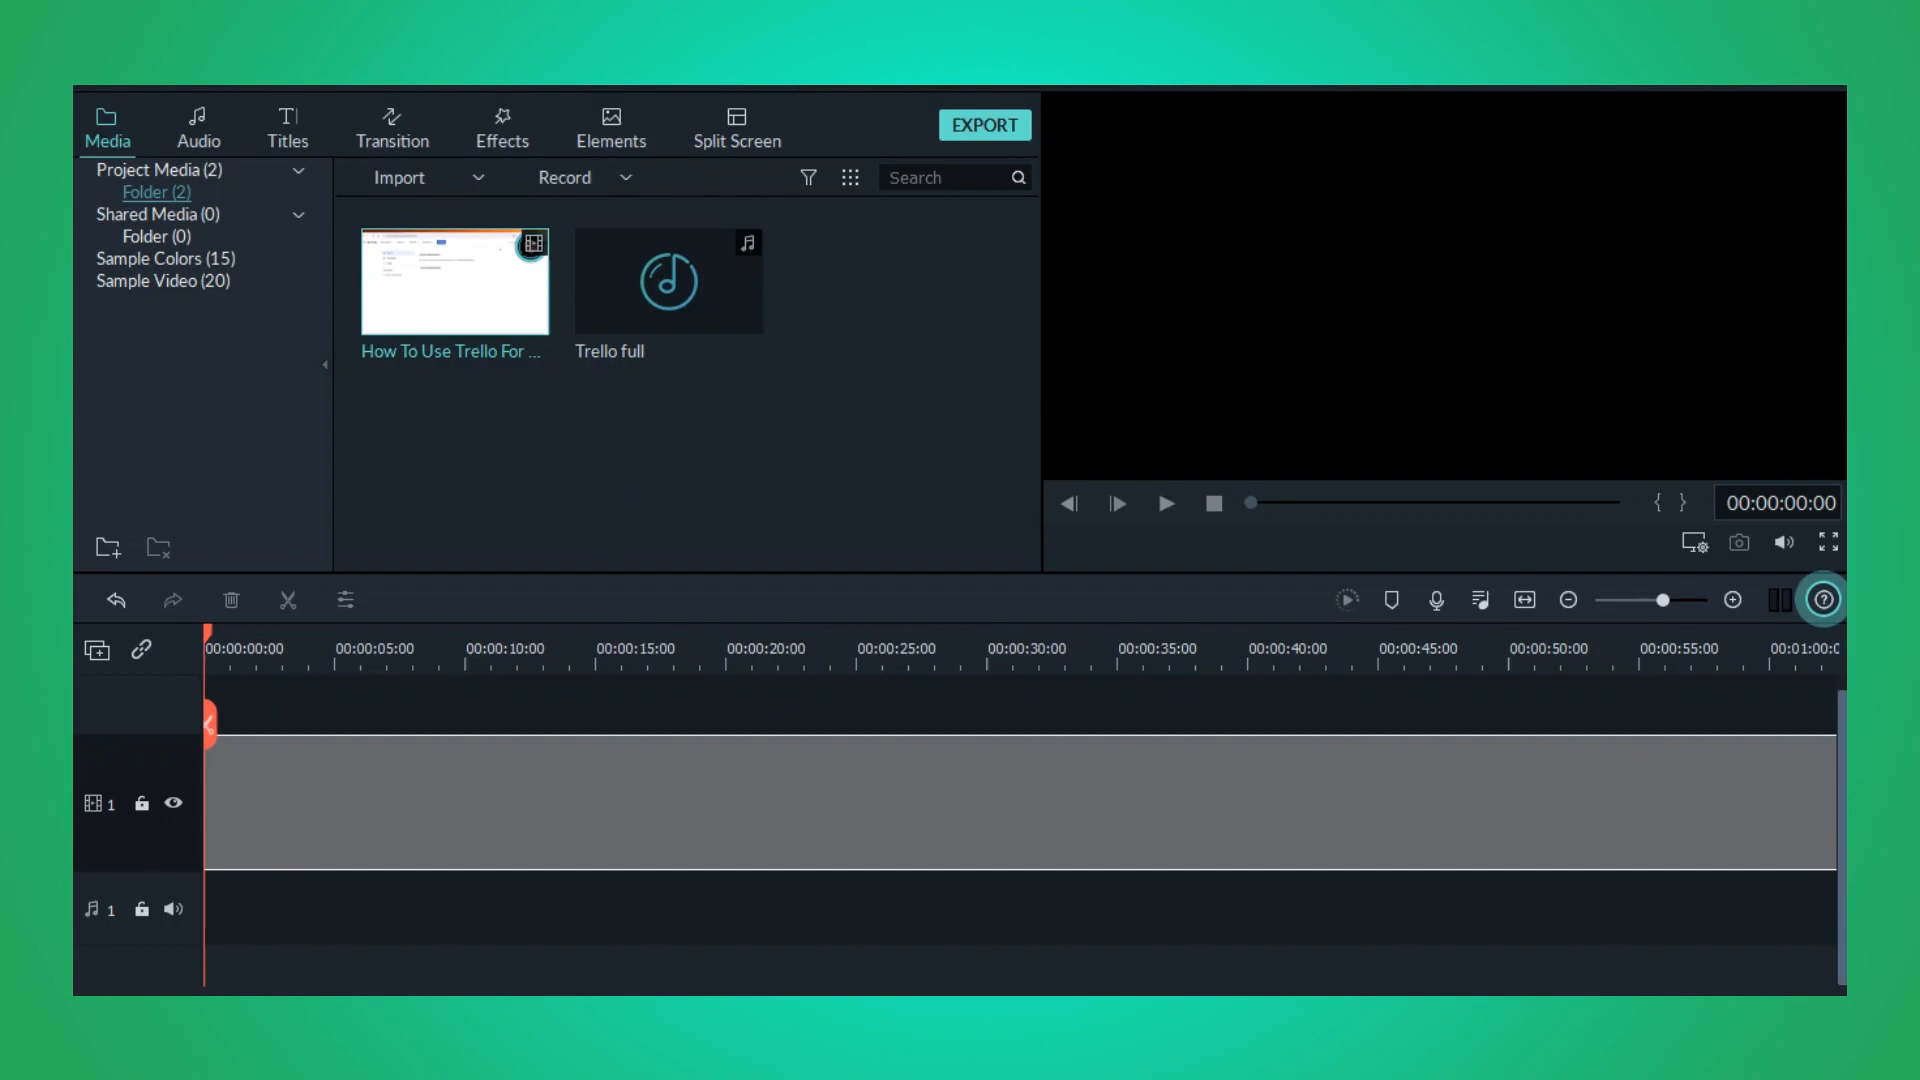 Media
Audio
Titles
Transition
Effects
Elements
Split Screen
EXPORT
Project Media (2)
Folder (2)
Shared Media (0)
Folder (0)
Sample Colors (15)
Sample Video (20)
Import
Record
Search
How To Use Trello For ...
Trello full
{ } 00:00:00:00
00:00:00:00 00:00:05:00 00:00:10:00 00:00:15:00 00:00:20:00 00:00:25:00 00:00:30:00 00:00:35:00 00:00:40:00 00:00:45:00 00:00:50:00 00:00:55:00 00:01:00:0
1
1